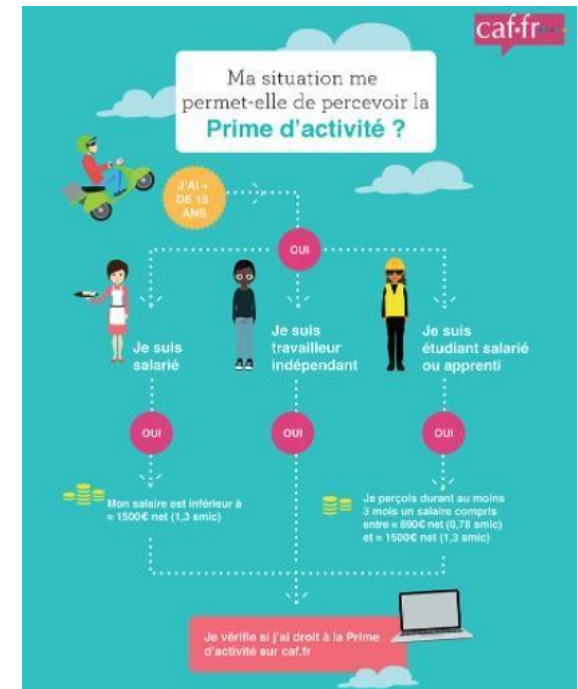 caf.fr
Ma situation me
permet-elle de percevoir la
Prime d'activité ?
J'AI +
DE 18
ANS
OUI
Je suis
salarié
Je suis
travailleur
indépendant
Je suis
étudiant salarié
ou apprenti
OUI
OUI
OUI
Mon salaire est inférieur à
≈ 1500€ net (1,3 smic)
Je perçois durant au moins
3 mois un salaire compris
entre ≈ 890€ net (0,78 smic)
et ≈ 1500€ net (1,3 smic)
Je vérifie si j'ai droit à la Prime
d'activité sur caf.fr